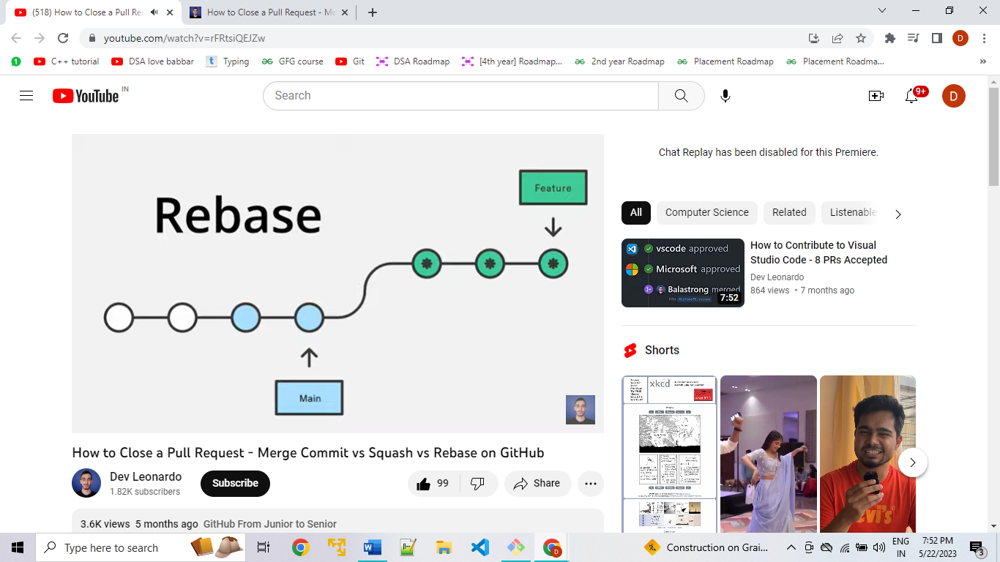 (518) How to Close a Pull Re
How to Close a Pull Request - M
youtube.com/watch?v=rFRtsiQEJZw
D
1
C++ tutorial
DSA love babbar
Typing
GFG course
Git
DSA Roadmap
[4th year] Roadmap...
2nd year Roadmap
Placement Roadmap
Placement Roadma...
»
YouTube IN
Search
9+
D
Rebase
Feature
Main
Chat Replay has been disabled for this Premiere.
All
Computer Science
Related
Listenable
vscode approved
Microsoft approved
Balastrong merged
into Microsoft:vscode
7:52
How to Contribute to Visual
Studio Code - 8 PRs Accepted
Dev Leonardo
864 views • 7 months ago
Shorts
xkcd
How to Close a Pull Request - Merge Commit vs Squash vs Rebase on GitHub
Dev Leonardo
1.82K subscribers
Subscribe
99
Share
3.6K views 5 months ago GitHub From Junior to Senior
Type here to search
Construction on Grai...
ENG
IN
7:52 PM
5/22/2023
3